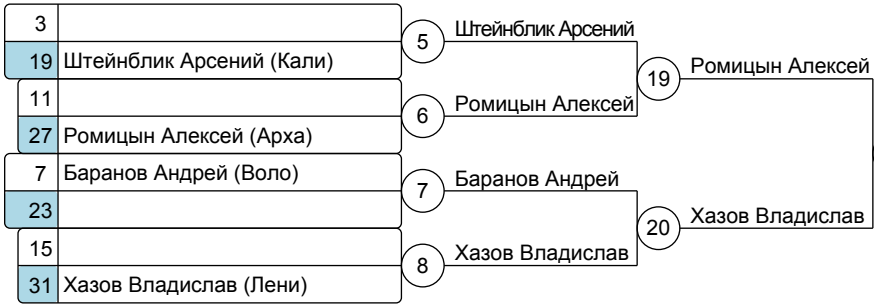 3
19 Штейнблик Арсений (Кали)
11
27 Ромицын Алексей (Арха)
7 Баранов Андрей (Воло)
23
15
31 Хазов Владислав (Лени)
5 Штейнблик Арсений
6 Ромицын Алексей
7 Баранов Андрей
8 Хазов Владислав
19 Ромицын Алексей
20 Хазов Владислав